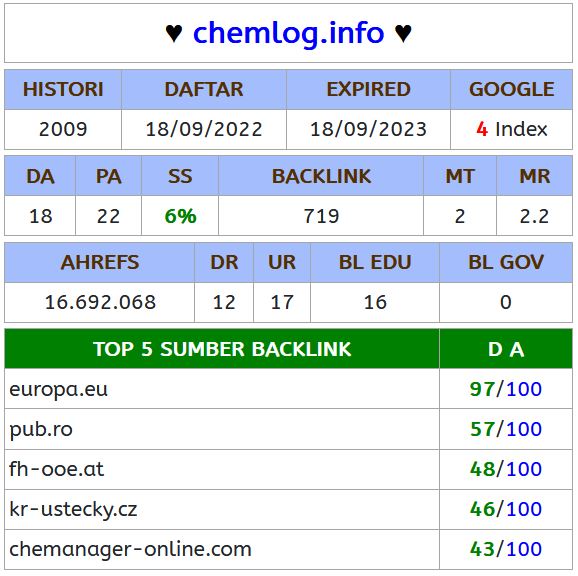 ♥ chemlog.info ♥
HISTORI DAFTAR EXPIRED GOOGLE
2009 18/09/2022 18/09/2023 4 Index
DA PA SS BACKLINK MT MR
18 22 6% 719 2 2.2
AHREFS DR UR BL EDU BL GOV
16.692.068 12 17 16 0
TOP 5 SUMBER BACKLINK D A
europa.eu 97/100
pub.ro 57/100
fh-ooe.at 48/100
kr-ustecky.cz 46/100
chemanager-online.com 43/100